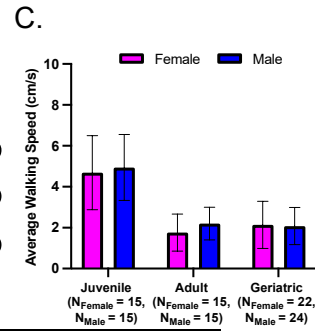 C.
Female Male
Average Walking Speed (cm/s)
10
8
6
4
2
0
Juvenile Adult Geriatric
(NFemale = 15, (NFemale = 15, (NFemale = 22,
NMale = 15) NMale = 15) NMale = 24)